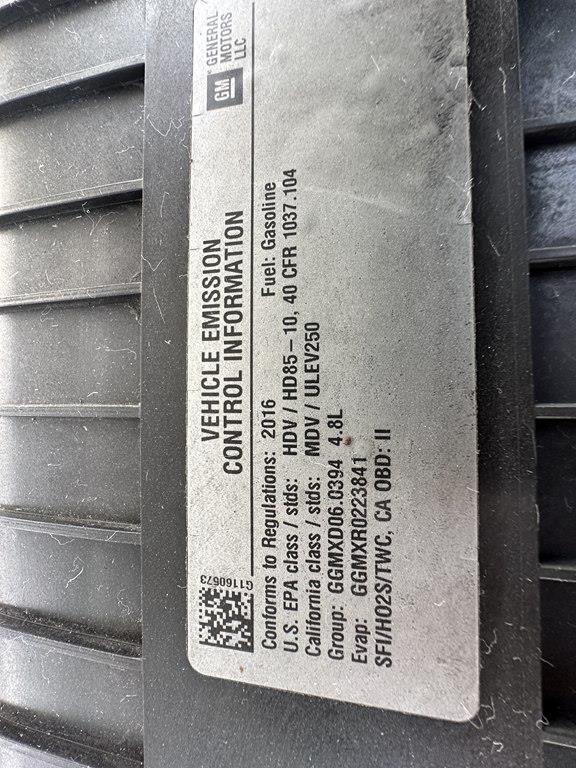 GM GENERAL
MOTORS
LLC
VEHICLE EMISSION
CONTROL INFORMATION
G1160573
Conforms to Regulations: 2016 Fuel: Gasoline
U.S. EPA class / stds: HDV / HD85–10, 40 CFR 1037.104
California class / stds: MDV / ULEV250
Group: GGMXD06.0394 4.8L
Evap: GGMXR0223841
SFI/HO2S/TWC, CA OBD: II